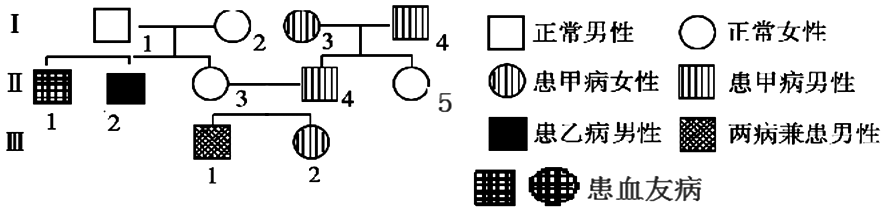 I 1 2 3 4
II 1 2 3 4 5
III 1 2
正常男性 正常女性
患甲病女性 患甲病男性
患乙病男性 两病兼患男性
患血友病